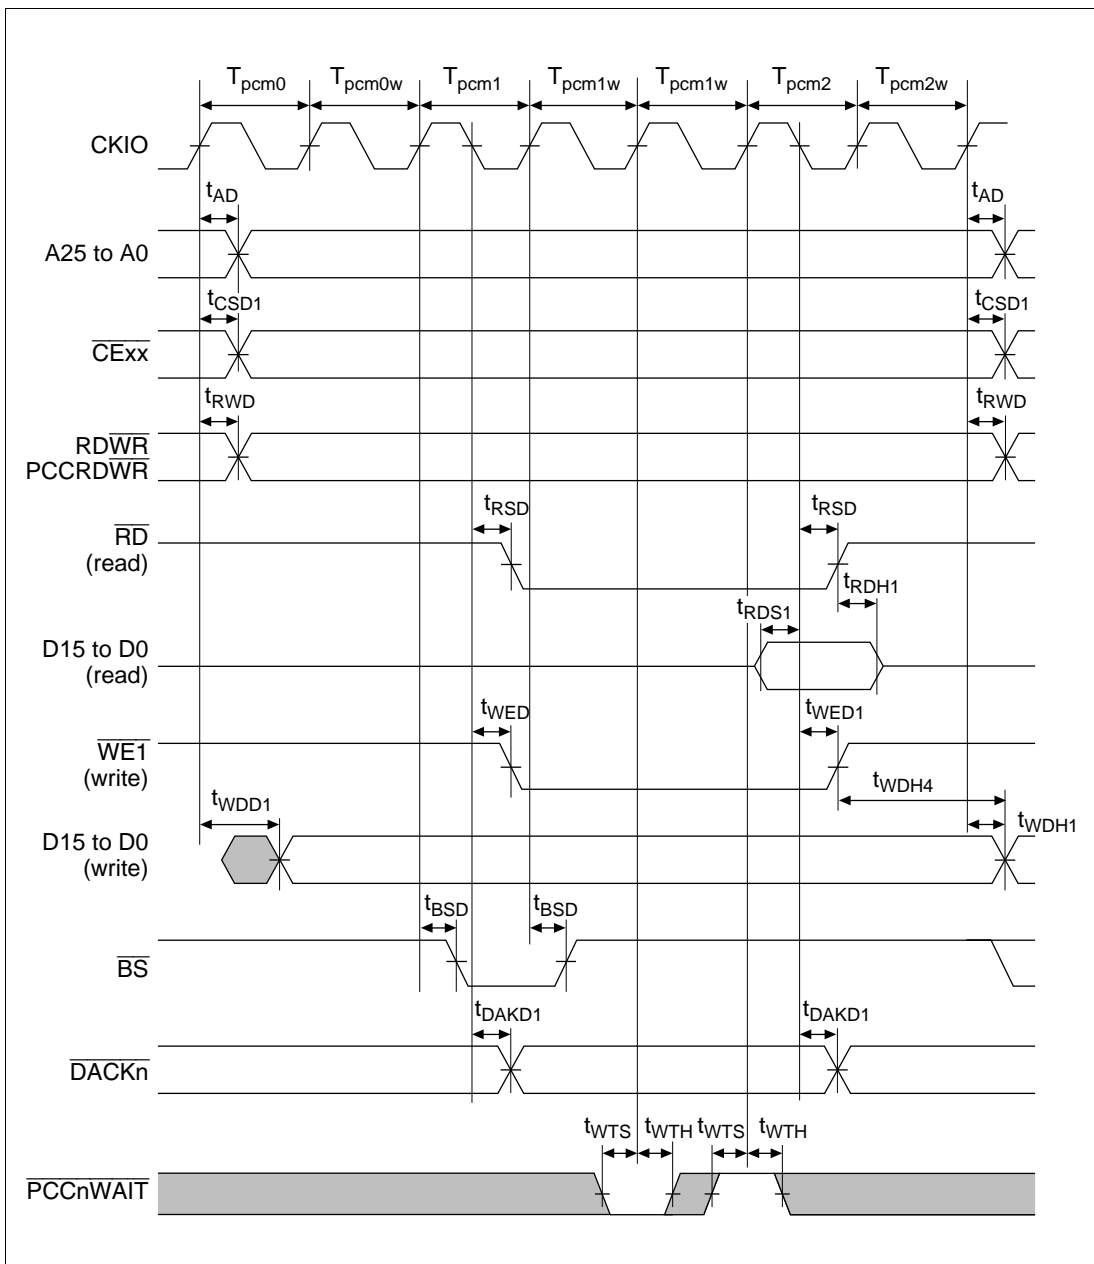 Tpcm0 Tpcm0w Tpcm1 Tpcm1w Tpcm1w Tpcm2 Tpcm2w
CKIO
tAD tAD
A25 to A0
tCSD1 tCSD1
CExx
tRWD tRWD
RDWR
PCCRDWR
tRSD tRSD
RD
(read)
tRDH1
tRDS1
D15 to D0
(read)
tWED tWED1
WE1
(write)
tWDH4
tWDD1
tWDH1
D15 to D0
(write)
tBSD tBSD
BS
tDAKD1 tDAKD1
DACKn
tWTS tWTH tWTS tWTH
PCCnWAIT